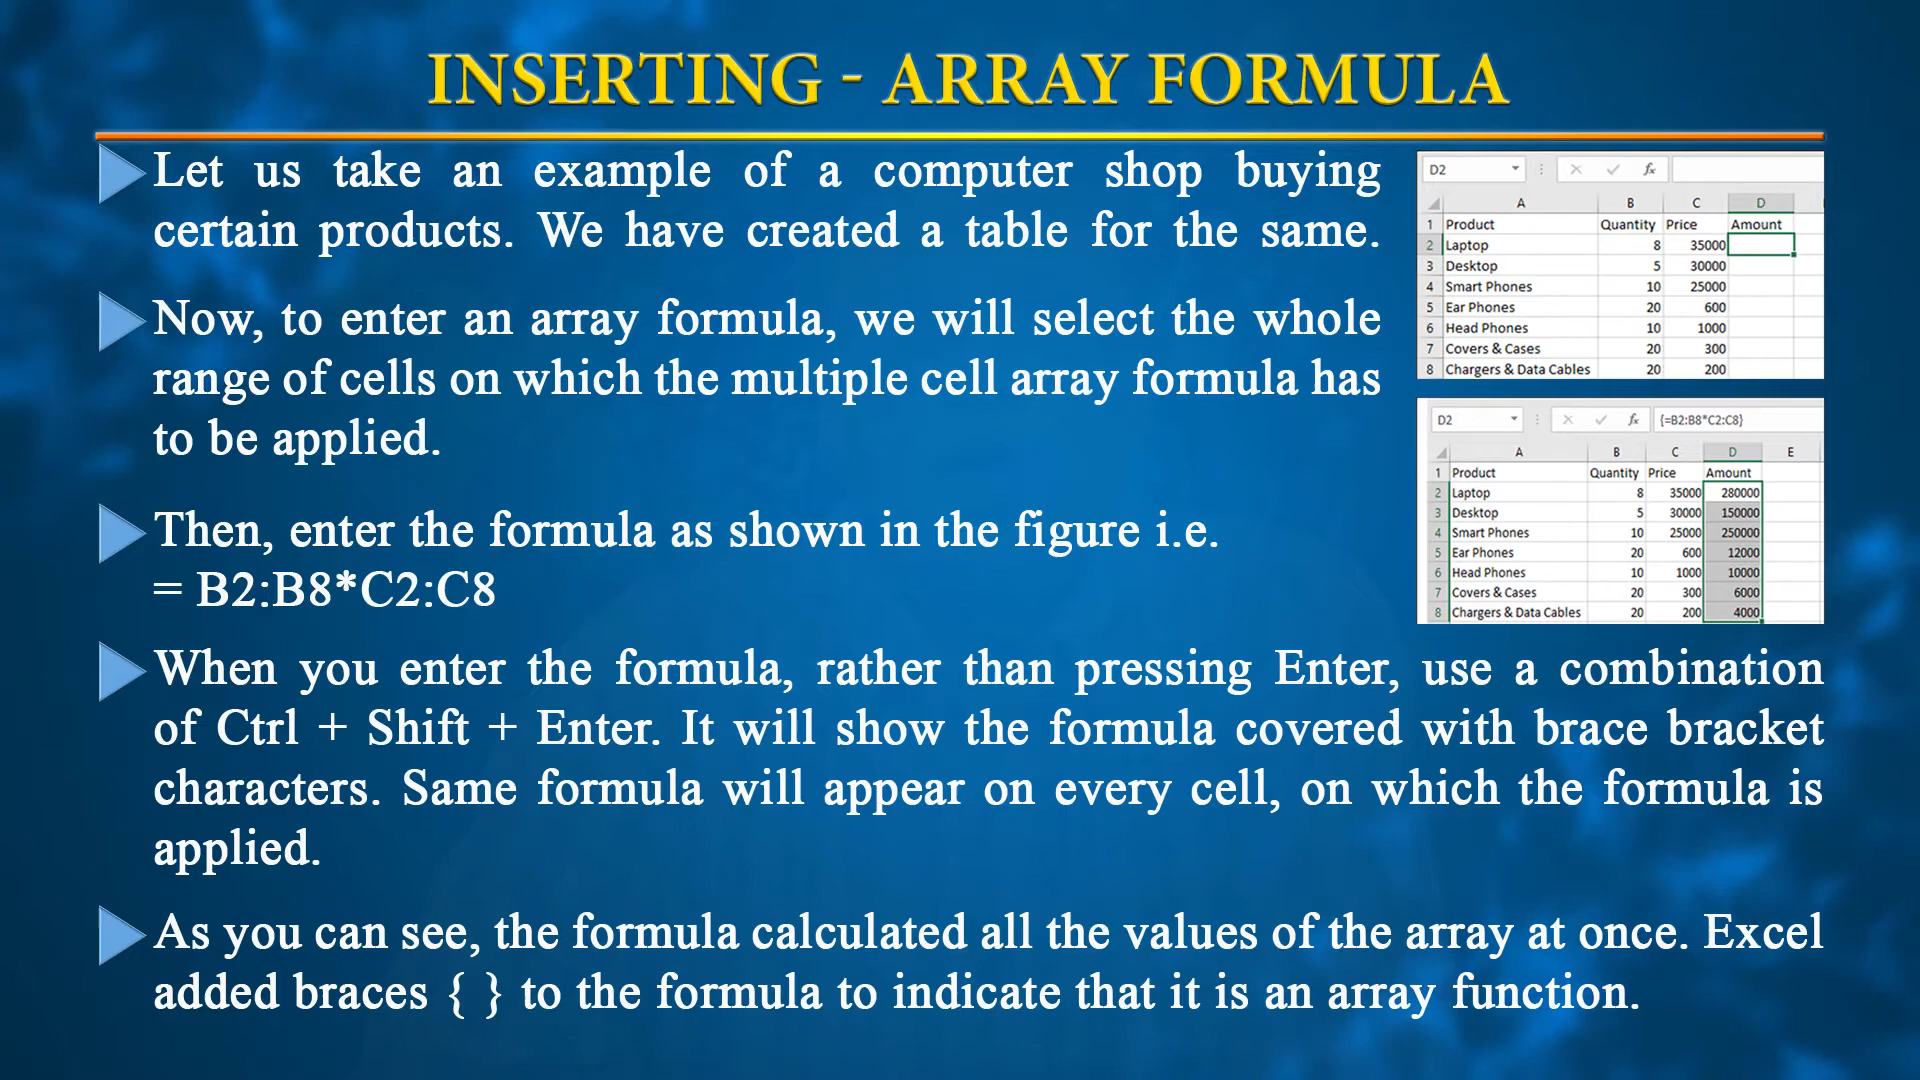 INSERTING - ARRAY FORMULA
Let us take an example of a computer shop buying
certain products. We have created a table for the same.
Now, to enter an array formula, we will select the whole
range of cells on which the multiple cell array formula has
to be applied.
Then, enter the formula as shown in the figure i.e.
= B2:B8*C2:C8
D2 fx
A B C D
1 Product Quantity Price Amount
2 Laptop 8 35000
3 Desktop 5 30000
4 Smart Phones 10 25000
5 Ear Phones 20 600
6 Head Phones 10 1000
7 Covers & Cases 20 300
8 Chargers & Data Cables 20 200
D2 fx {=B2:B8*C2:C8}
A B C D E
1 Product Quantity Price Amount
2 Laptop 8 35000 280000
3 Desktop 5 30000 150000
4 Smart Phones 10 25000 250000
5 Ear Phones 20 600 12000
6 Head Phones 10 1000 10000
7 Covers & Cases 20 300 6000
8 Chargers & Data Cables 20 200 4000
When you enter the formula, rather than pressing Enter, use a combination
of Ctrl + Shift + Enter. It will show the formula covered with brace bracket
characters. Same formula will appear on every cell, on which the formula is
applied.
As you can see, the formula calculated all the values of the array at once. Excel
added braces { } to the formula to indicate that it is an array function.